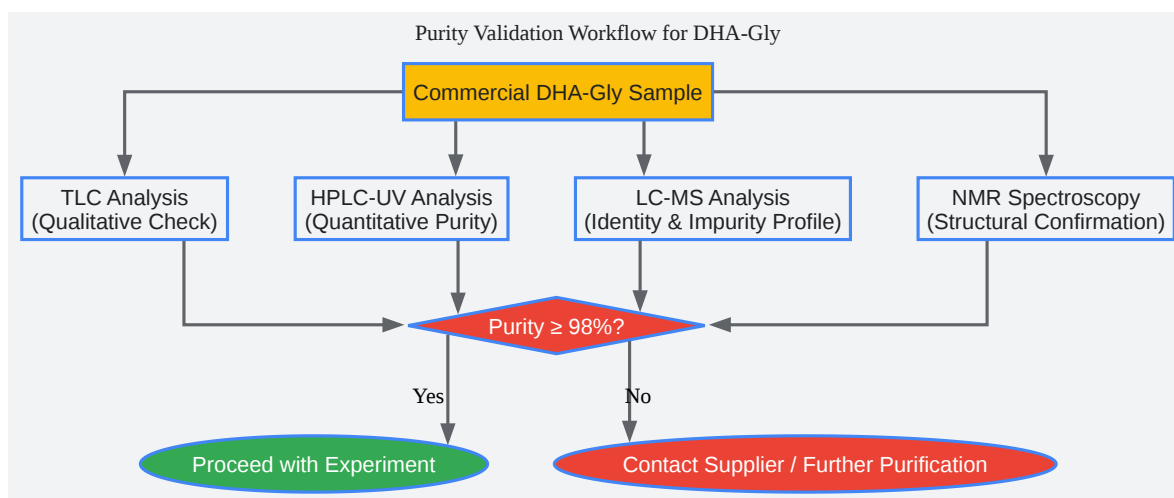 Purity Validation Workflow for DHA-Gly
Commercial DHA-Gly Sample
TLC Analysis
(Qualitative Check)
HPLC-UV Analysis
(Quantitative Purity)
LC-MS Analysis
(Identity & Impurity Profile)
NMR Spectroscopy
(Structural Confirmation)
Purity ≥ 98%?
Yes
No
Proceed with Experiment
Contact Supplier / Further Purification